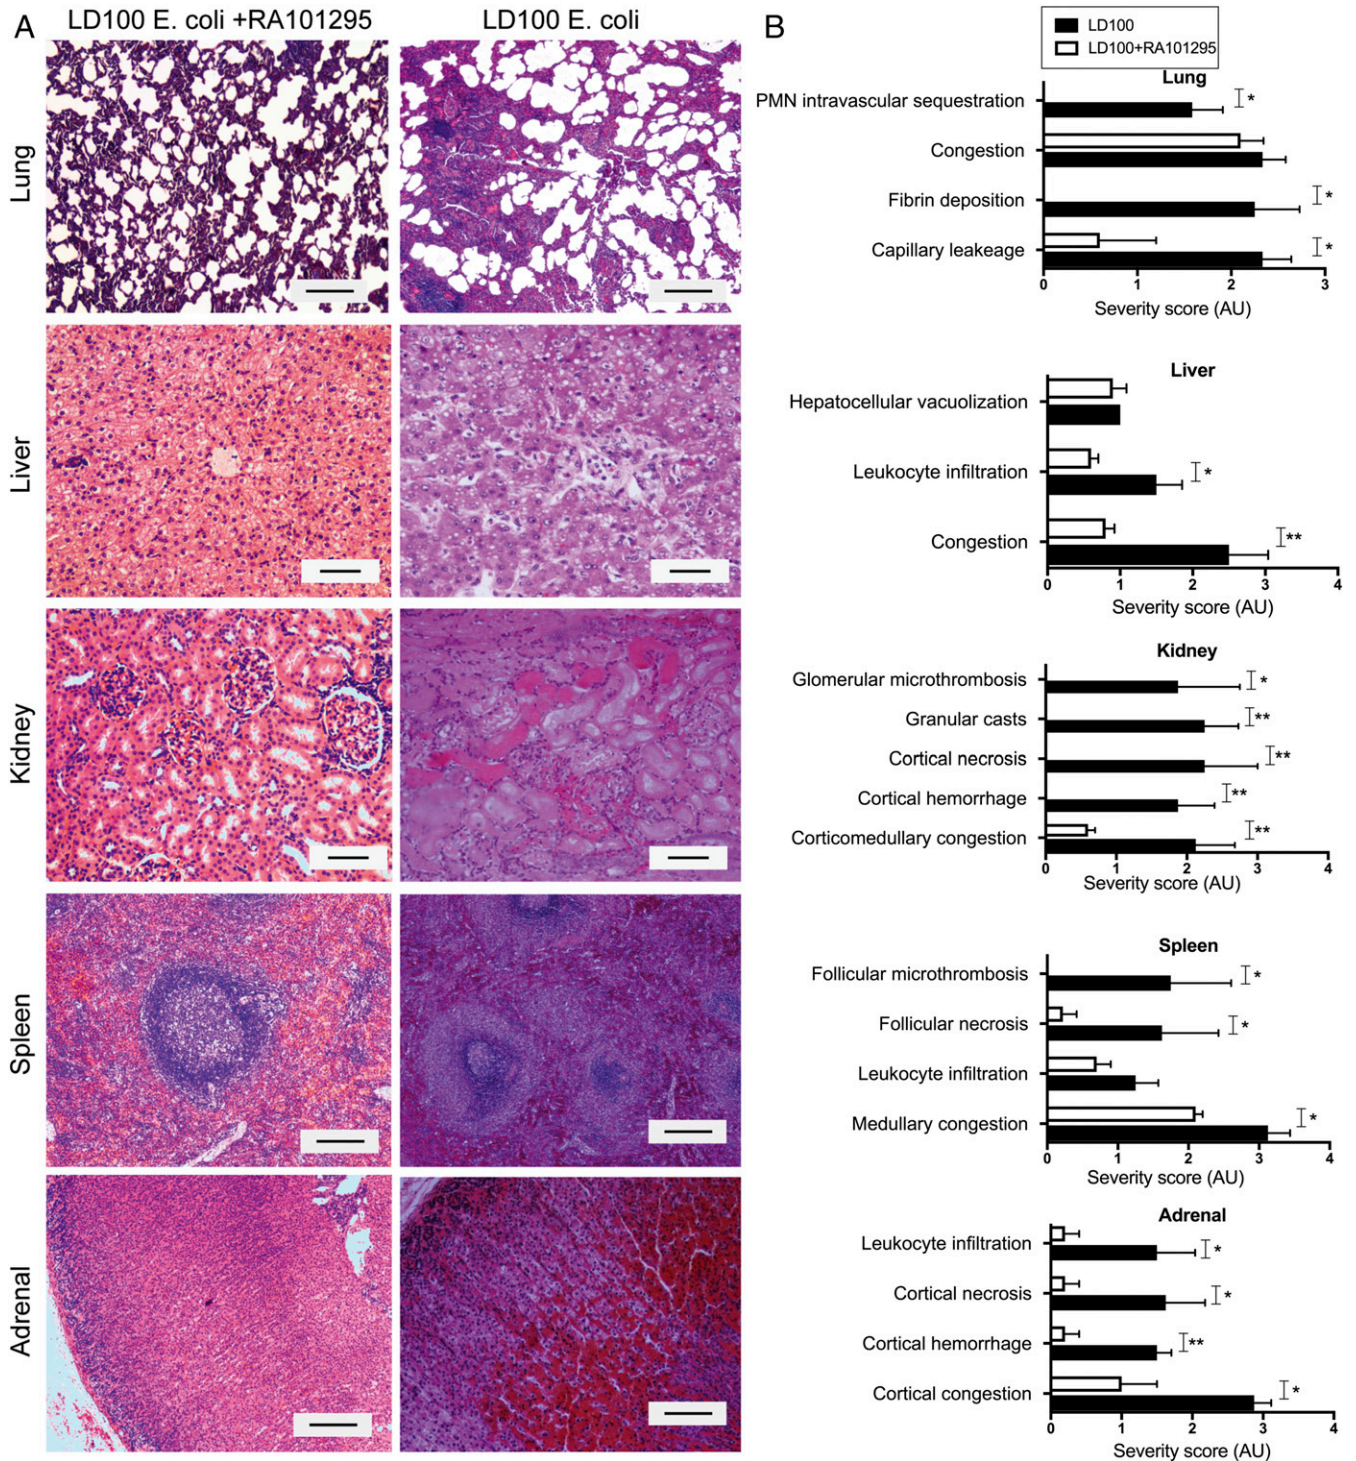 A
LD100 E. coli +RA101295
LD100 E. coli
Lung
Liver
Kidney
Spleen
Adrenal
B
LD100
LD100+RA101295
Lung
PMN intravascular sequestration
*
Congestion
Fibrin deposition
*
Capillary leakeage
*
0 1 2 3
Severity score (AU)
Liver
Hepatocellular vacuolization
Leukocyte infiltration
*
Congestion
**
0 1 2 3 4
Severity score (AU)
Kidney
Glomerular microthrombosis
*
Granular casts
**
Cortical necrosis
**
Cortical hemorrhage
**
Corticomedullary congestion
**
0 1 2 3 4
Severity score (AU)
Spleen
Follicular microthrombosis
*
Follicular necrosis
*
Leukocyte infiltration
Medullary congestion
*
0 1 2 3 4
Severity score (AU)
Adrenal
Leukocyte infiltration
*
Cortical necrosis
*
Cortical hemorrhage
**
Cortical congestion
*
0 1 2 3 4
Severity score (AU)